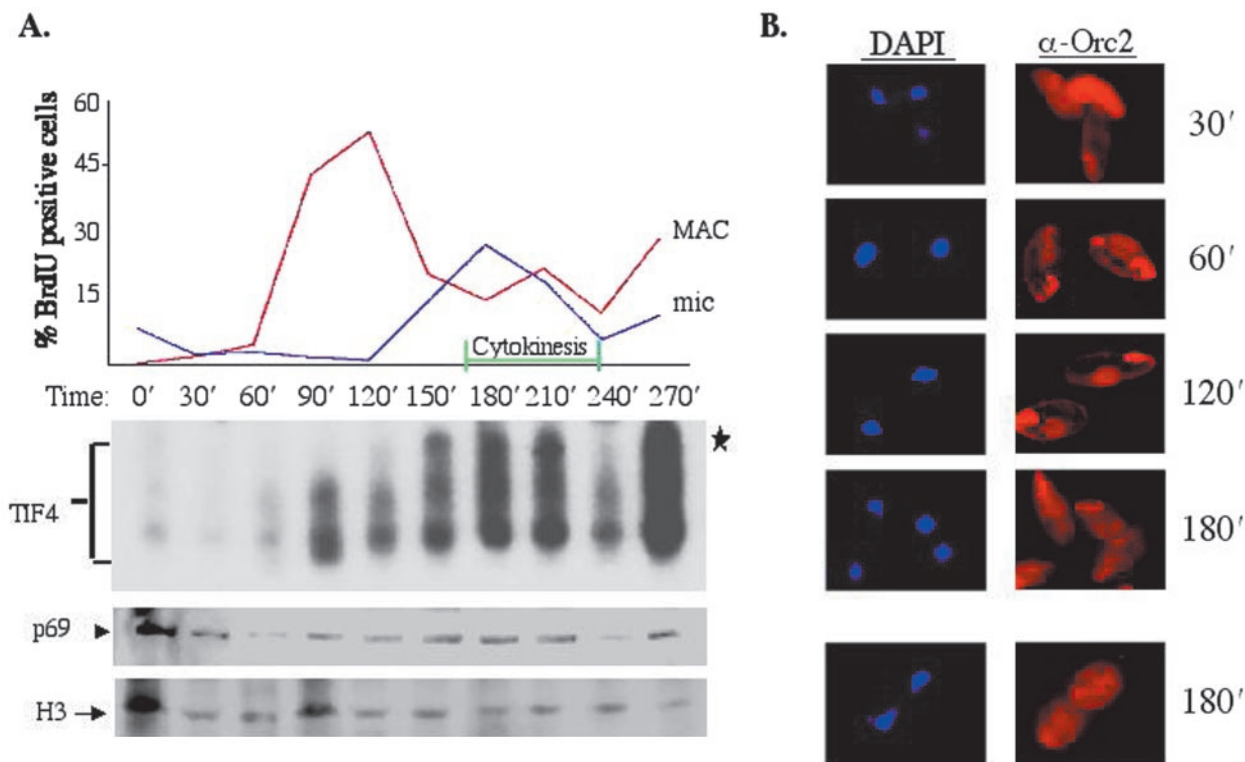 A.
% BrdU positive cells
60
45
30
15
MAC
mic
Cytokinesis
Time: 0′ 30′ 60′ 90′ 120′ 150′ 180′ 210′ 240′ 270′
TIF4
p69
H3
B.
DAPI α-Orc2
30′
60′
120′
180′
180′